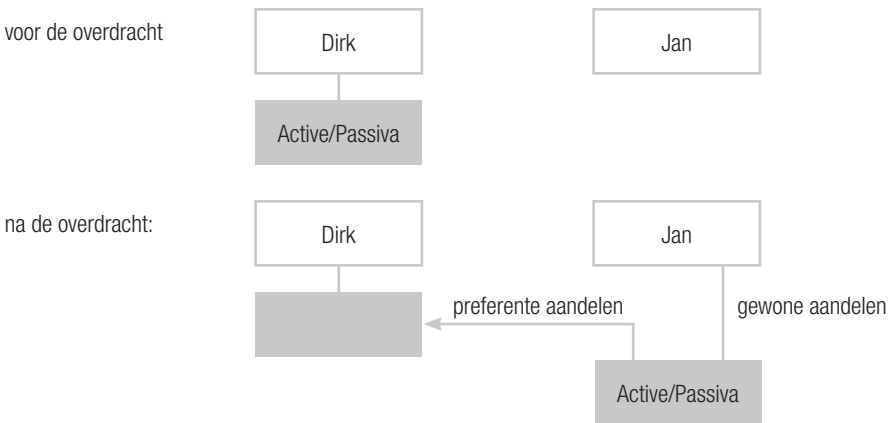 voor de overdracht
Dirk
Jan
Active/Passiva
na de overdracht:
Dirk
Jan
preferente aandelen
gewone aandelen
Active/Passiva